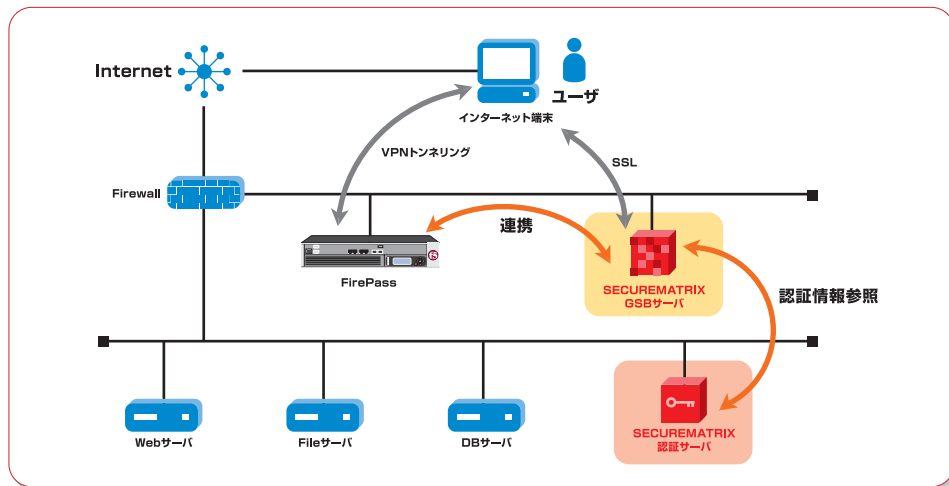 Internet
ユーザ
インターネット端末
VPNトンネリング
SSL
Firewall
連携
FirePass
SECUREMATRIX
GSBサーバ
認証情報参照
Webサーバ
Fileサーバ
DBサーバ
SECUREMATRIX
認証サーバ